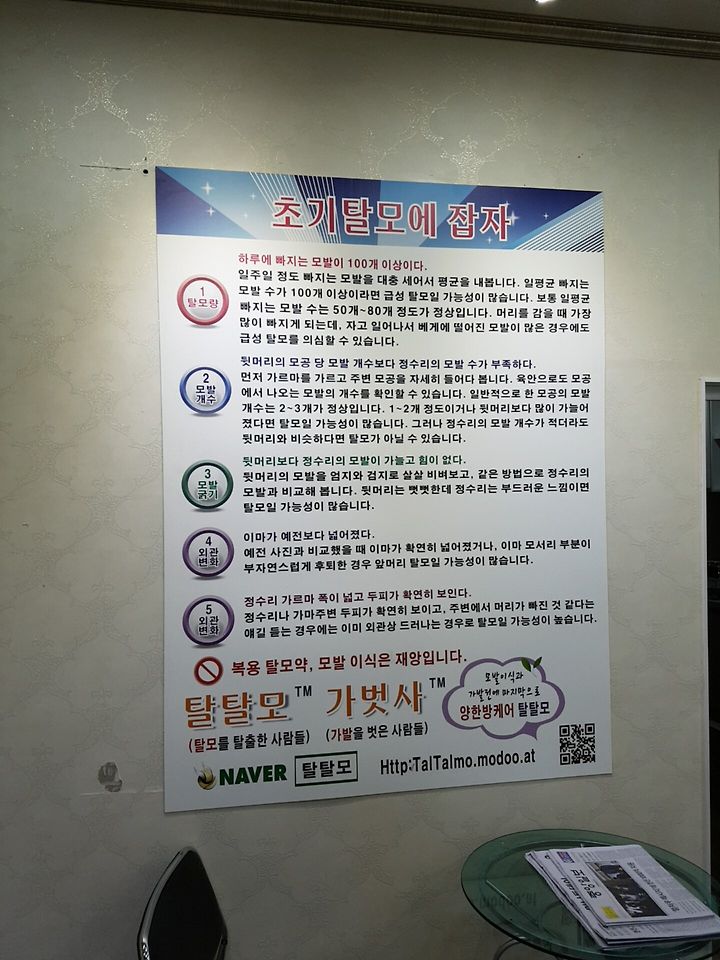 초기탈모에 잡자
1
탈모량
하루에 빠지는 모발이 100개 이상이다.
일주일 정도 빠지는 모발을 대충 세어서 평균을 내봅니다. 일평균 빠지는
모발 수가 100개 이상이라면 급성 탈모일 가능성이 많습니다. 보통 일평균
빠지는 모발 수는 50개~80개 정도가 정상입니다. 머리를 감을 때 가장
많이 빠지게 되는데, 자고 일어나서 베게에 떨어진 모발이 많은 경우에도
급성 탈모를 의심할 수 있습니다.
2
모발
개수
뒷머리의 모공 당 모발 개수보다 정수리의 모발 수가 부족하다.
먼저 가르마를 가르고 주변 모공을 자세히 들어다 봅니다. 육안으로도 모공
에서 나오는 모발의 개수를 확인할 수 있습니다. 일반적으로 한 모공의 모발
개수는 2~3개가 정상입니다. 1~2개 정도이거나 뒷머리보다 많이 가늘어
졌다면 탈모일 가능성이 많습니다. 그러나 정수리의 모발 개수가 적더라도
뒷머리와 비슷하다면 탈모가 아닐 수 있습니다.
3
모발
굵기
뒷머리보다 정수리의 모발이 가늘고 힘이 없다.
뒷머리의 모발을 엄지와 검지로 살살 비벼보고, 같은 방법으로 정수리의
모발과 비교해 봅니다. 뒷머리는 뻣뻣한데 정수리는 부드러운 느낌이면
탈모일 가능성이 많습니다.
4
외관
변화
이마가 예전보다 넓어졌다.
예전 사진과 비교했을 때 이마가 확연히 넓어졌거나, 이마 모서리 부분이
부자연스럽게 후퇴한 경우 앞머리 탈모일 가능성이 많습니다.
5
외관
변화
정수리 가르마 폭이 넓고 두피가 확연히 보인다.
정수리나 가마주변 두피가 확연히 보이고, 주변에서 머리가 빠진 것 같다는
얘길 듣는 경우에는 이미 외관상 드러나는 경우로 탈모일 가능성이 높습니다.
복용 탈모약, 모발 이식은 재앙입니다.
탈탈모 TM 가벗사 TM
(탈모를 탈출한 사람들) (가발을 벗은 사람들)
모발이식과
가발전에 마지막으로
양한방케어 탈탈모
NAVER 탈탈모 Http:TalTalmo.modoo.at